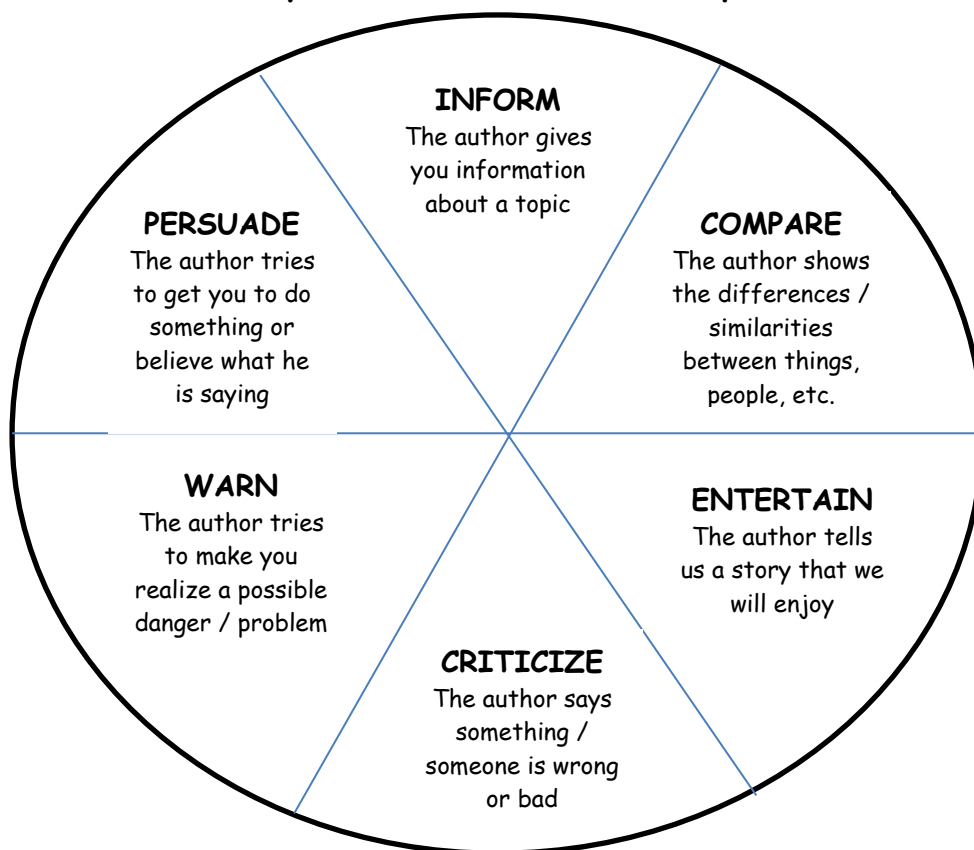 INFORM
The author gives
you information
about a topic
PERSUADE
The author tries
to get you to do
something or
believe what he
is saying
COMPARE
The author shows
the differences /
similarities
between things,
people, etc.
WARN
The author tries
to make you
realize a possible
danger / problem
ENTERTAIN
The author tells
us a story that we
will enjoy
CRITICIZE
The author says
something /
someone is wrong
or bad